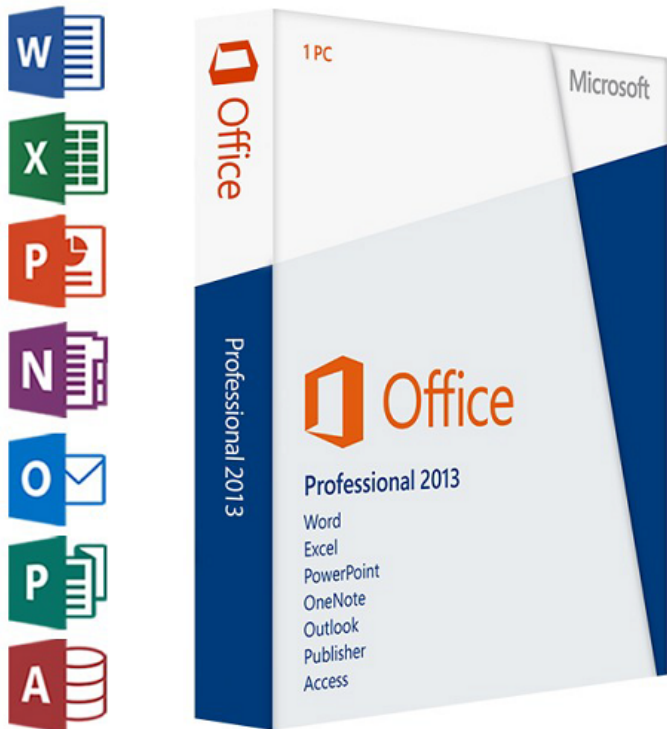 W
X
P
N
O
P
A
Office
Professional 2013
1 PC
Microsoft
Office
Professional 2013
Word
Excel
PowerPoint
OneNote
Outlook
Publisher
Access